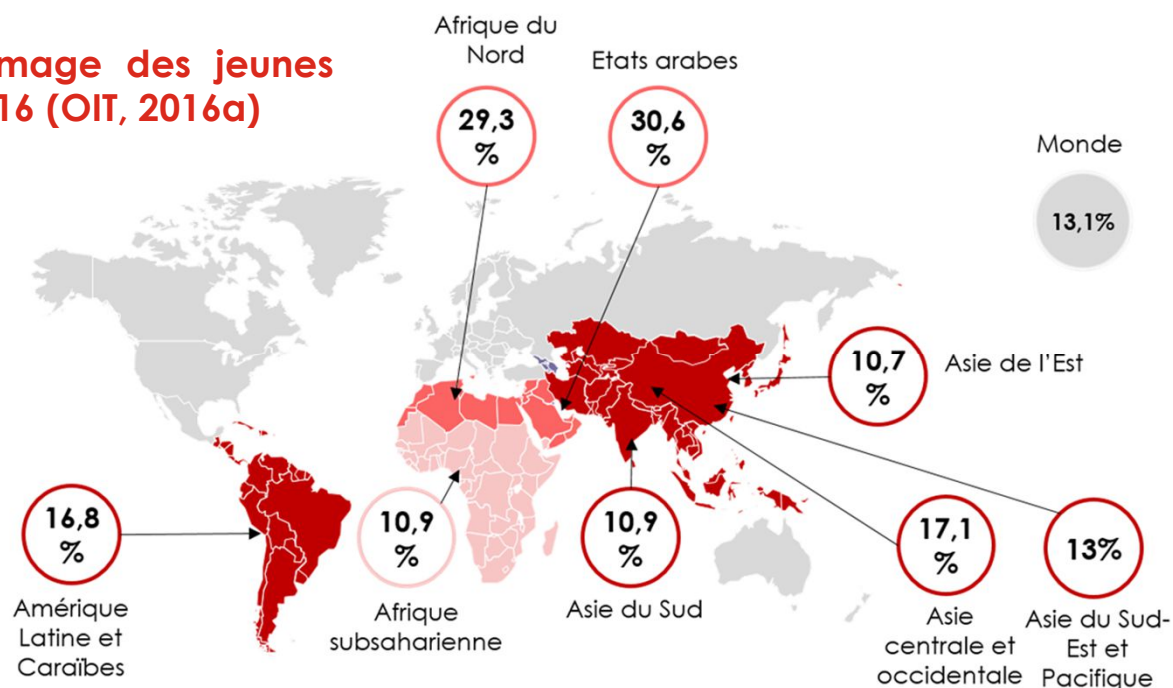 Afrique du
Nord
Etats arabes
mage des jeunes
16 (OIT, 2016a)
29,3
%
30,6
%
Monde
13,1%
10,7
%
Asie de l'Est
16,8
%
Amérique
Latine et
Caraïbes
10,9
%
Afrique
subsaharienne
10,9
%
Asie du Sud
17,1
%
Asie
centrale et
occidentale
13%
Asie du Sud-
Est et
Pacifique